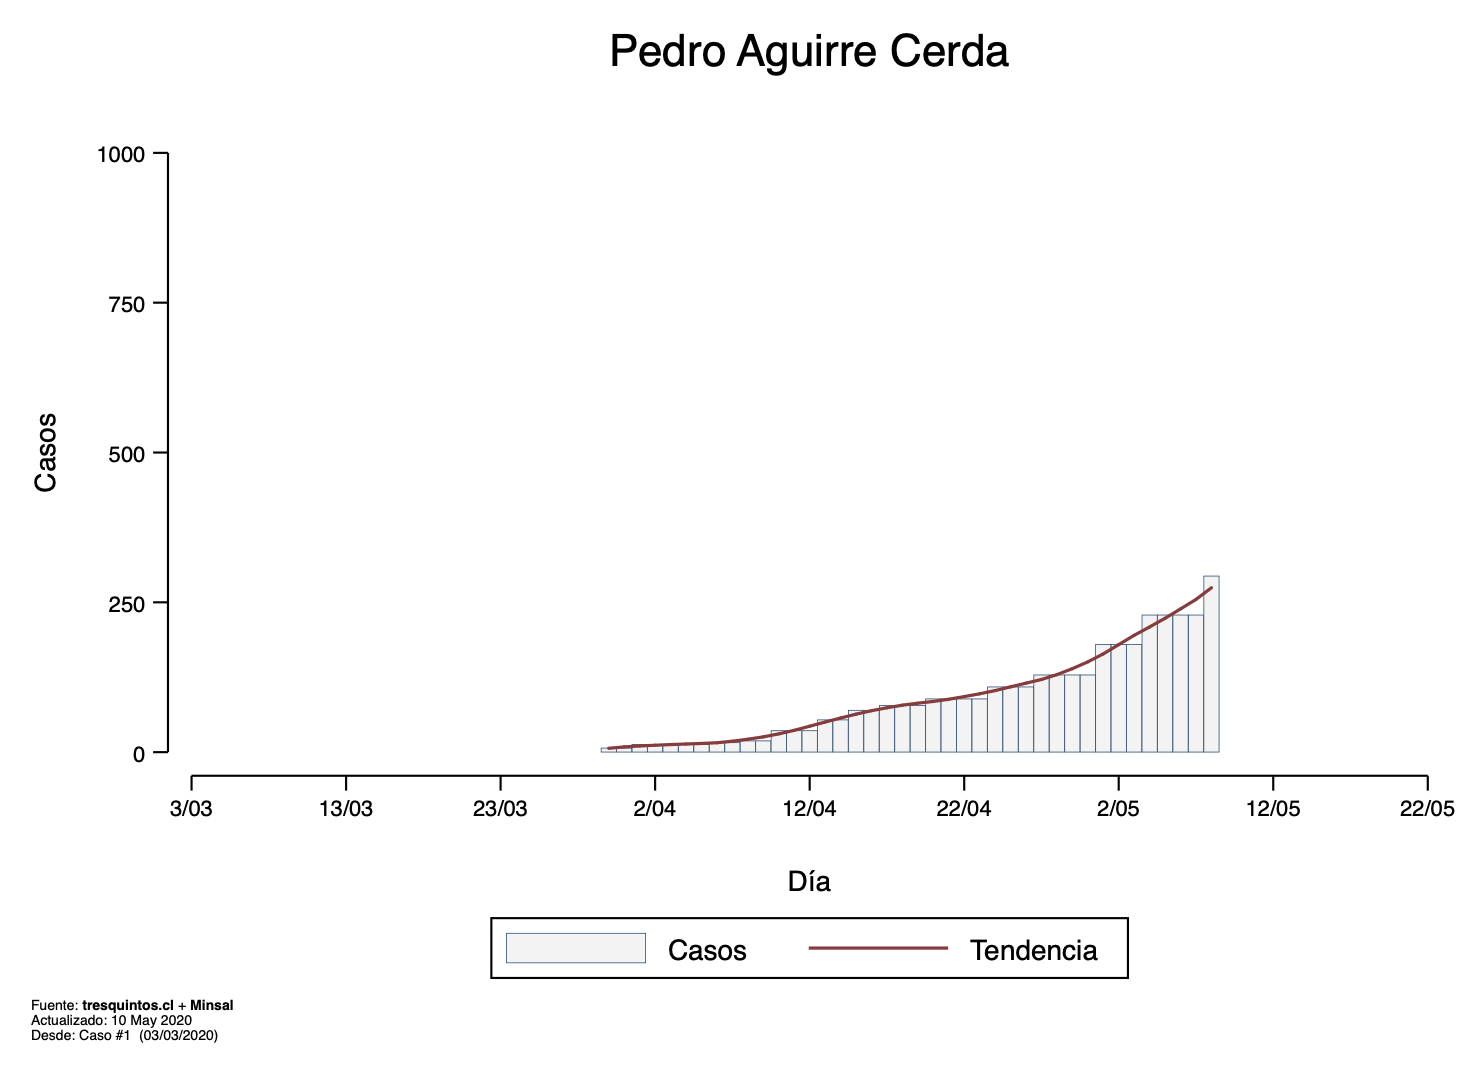 Pedro Aguirre Cerda
1000
750
500
250
0
Casos
3/03 13/03 23/03 2/04 12/04 22/04 2/05 12/05 22/05
Día
Casos Tendencia
Fuente: tresquintos.cl + Minsal
Actualizado: 10 May 2020
Desde: Caso #1 (03/03/2020)